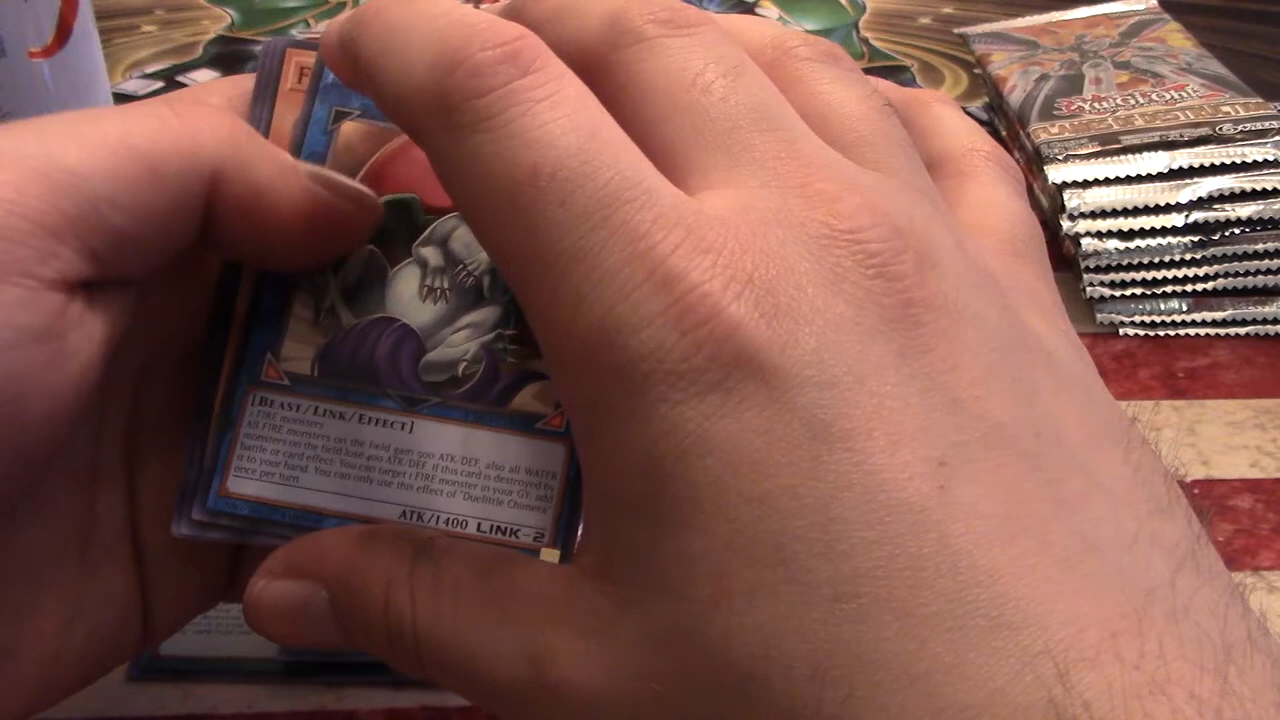 F
YU-GI-OH!
[BEAST/LINK/EFFECT]
2 FIRE monsters
All FIRE monsters on the field gain 500 ATK/DEF, also all WATER
monsters on the field lose 400 ATK/DEF. If this card is destroyed by
battle or card effect: You can target 1 FIRE monster in your GY; add
it to your hand. You can only use this effect of "Duelittle Chimera"
once per turn.
ATK/1400 LINK-2